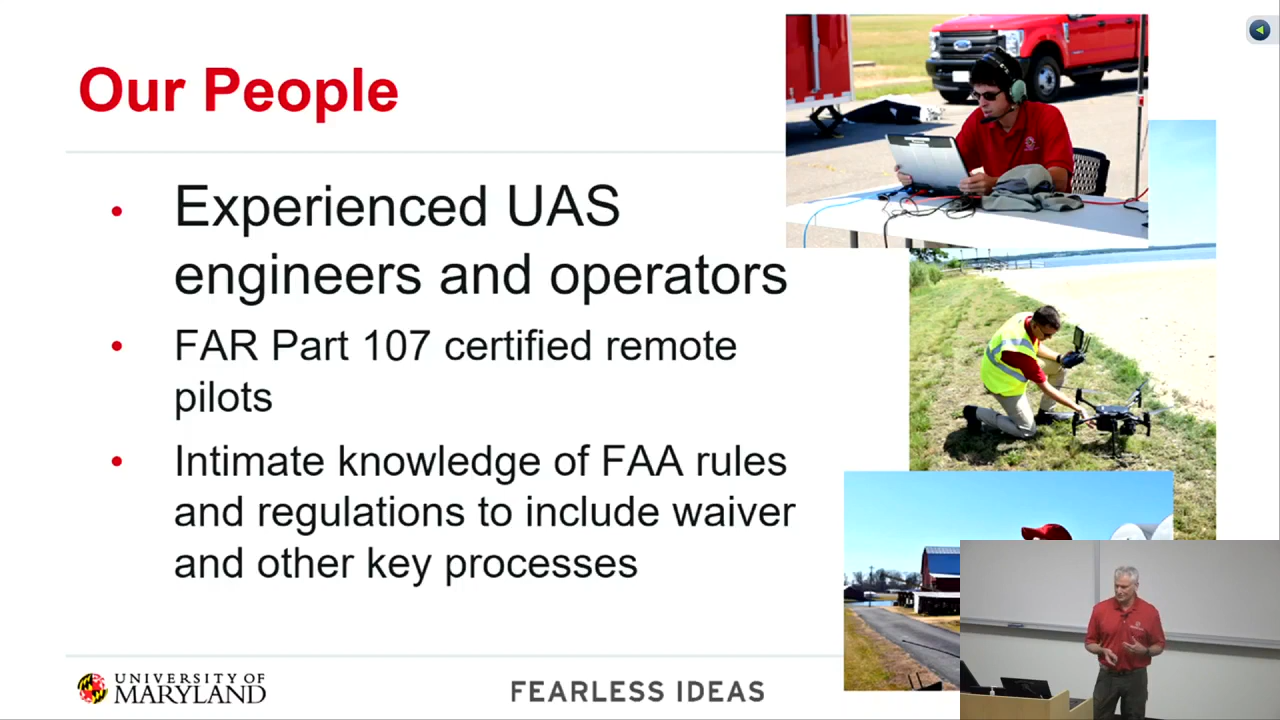 Our People
Experienced UAS
engineers and operators
FAR Part 107 certified remote
pilots
Intimate knowledge of FAA rules
and regulations to include waiver
and other key processes
UNIVERSITY OF
MARYLAND
FEARLESS IDEAS